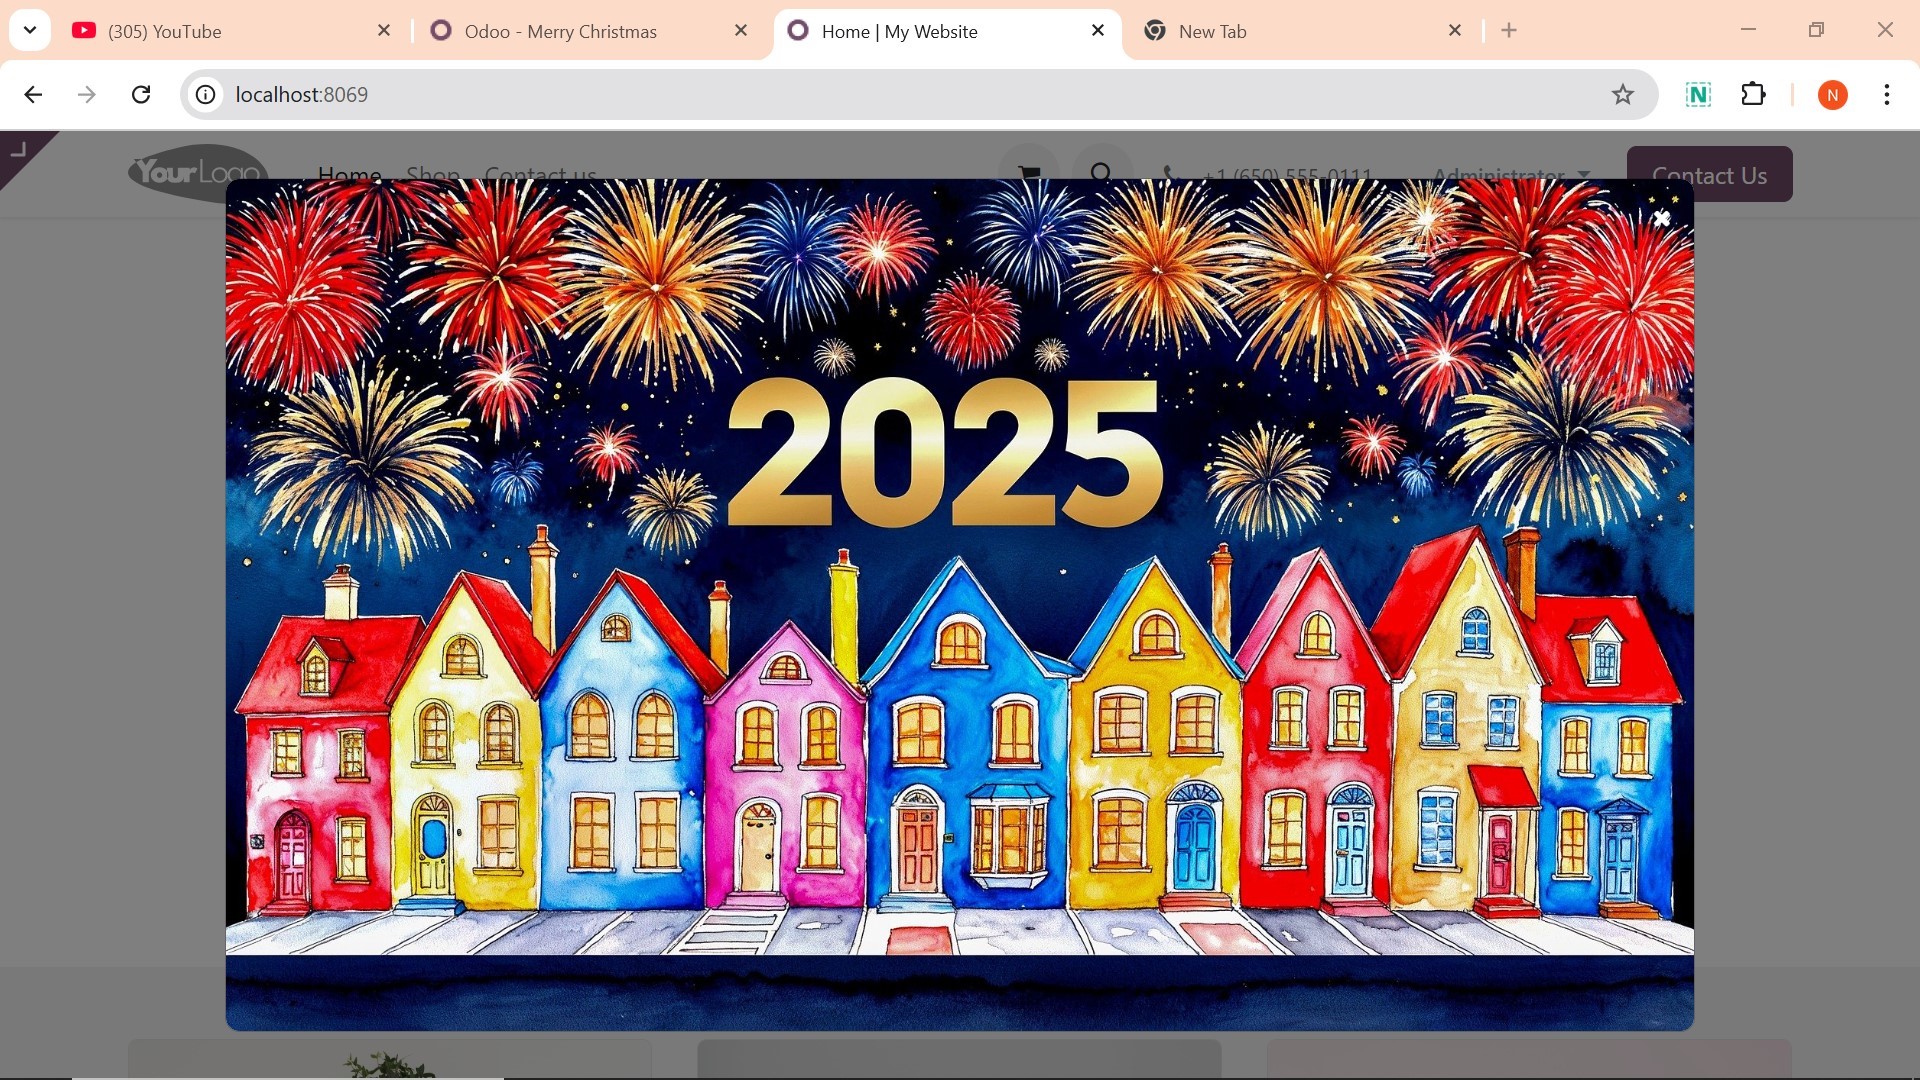 (305) YouTube
Odoo - Merry Christmas
Home | My Website
New Tab
localhost:8069
N
N
YourLogo
Home
Shop
Contact us
+1 (650) 555-0111
Administrator
Contact Us
2025